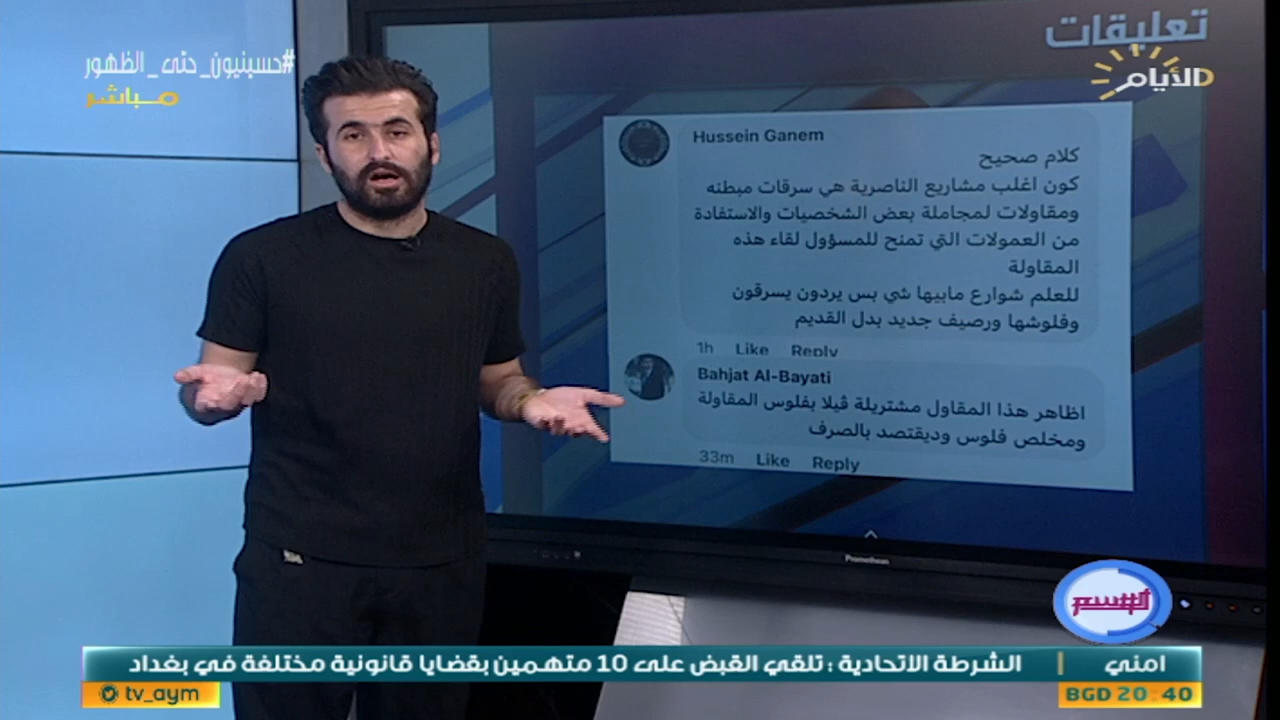 #حسينيون_حتى_الظهور
مباشر
تعليقات
الأيام
Hussein Ganem
كلام صحيح
كون اغلب مشاريع الناصرية هي سرقات مبطنه
ومقاولات لمجاملة بعض الشخصيات والاستفادة
من العمولات التي تمنح للمسؤول لقاء هذه
المقاولة
للعلم شوارع مابيها شي بس يردون يسرقون
وفلوشها ورصيف جديد بدل القديم
1h Like Reply
Bahjat Al-Bayati
اظاهر هذا المقاول مشتريلة ڤيلا بفلوس المقاولة
ومخلص فلوس وديقتصد بالصرف
33m Like Reply
Promethean
امني
الشرطة الاتحادية : تلقي القبض على 10 متهمين بقضايا قانونية مختلفة في بغداد
tv_aym
BGD 20:40